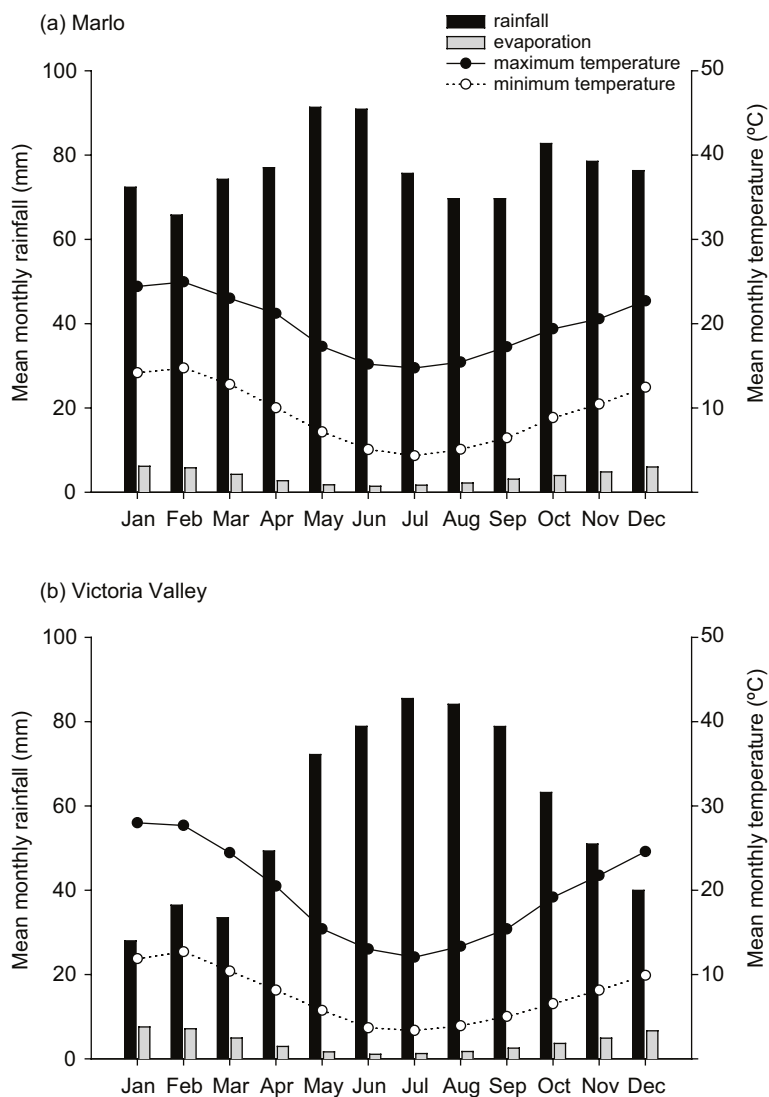 (a) Marlo
rainfall
evaporation
maximum temperature
minimum temperature
Mean monthly rainfall (mm)
100
80
60
40
20
0
Mean monthly temperature (ºC)
50
40
30
20
10
0
Jan Feb Mar Apr May Jun Jul Aug Sep Oct Nov Dec
(b) Victoria Valley
Mean monthly rainfall (mm)
100
80
60
40
20
0
Mean monthly temperature (ºC)
50
40
30
20
10
0
Jan Feb Mar Apr May Jun Jul Aug Sep Oct Nov Dec